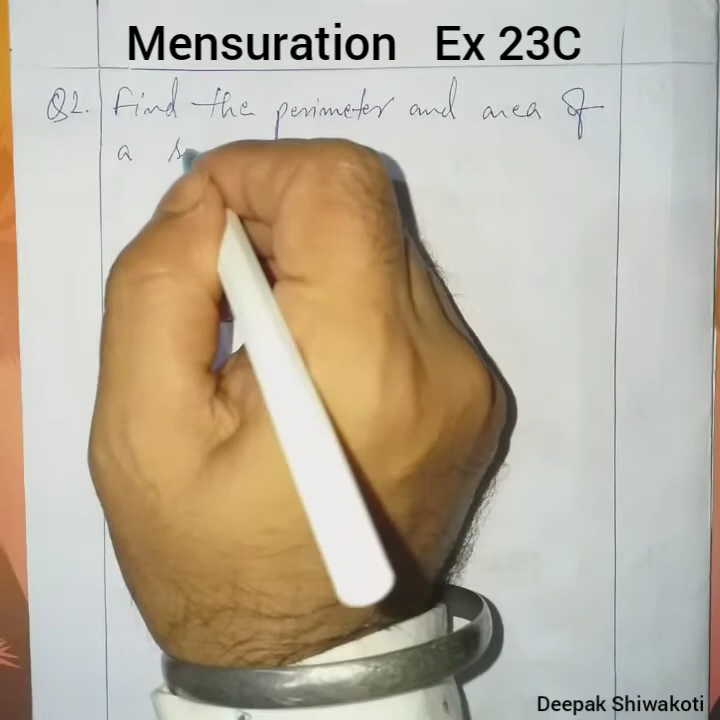 Mensuration Ex 23C
Q2. Find the perimeter and area of
a
Deepak Shiwakoti